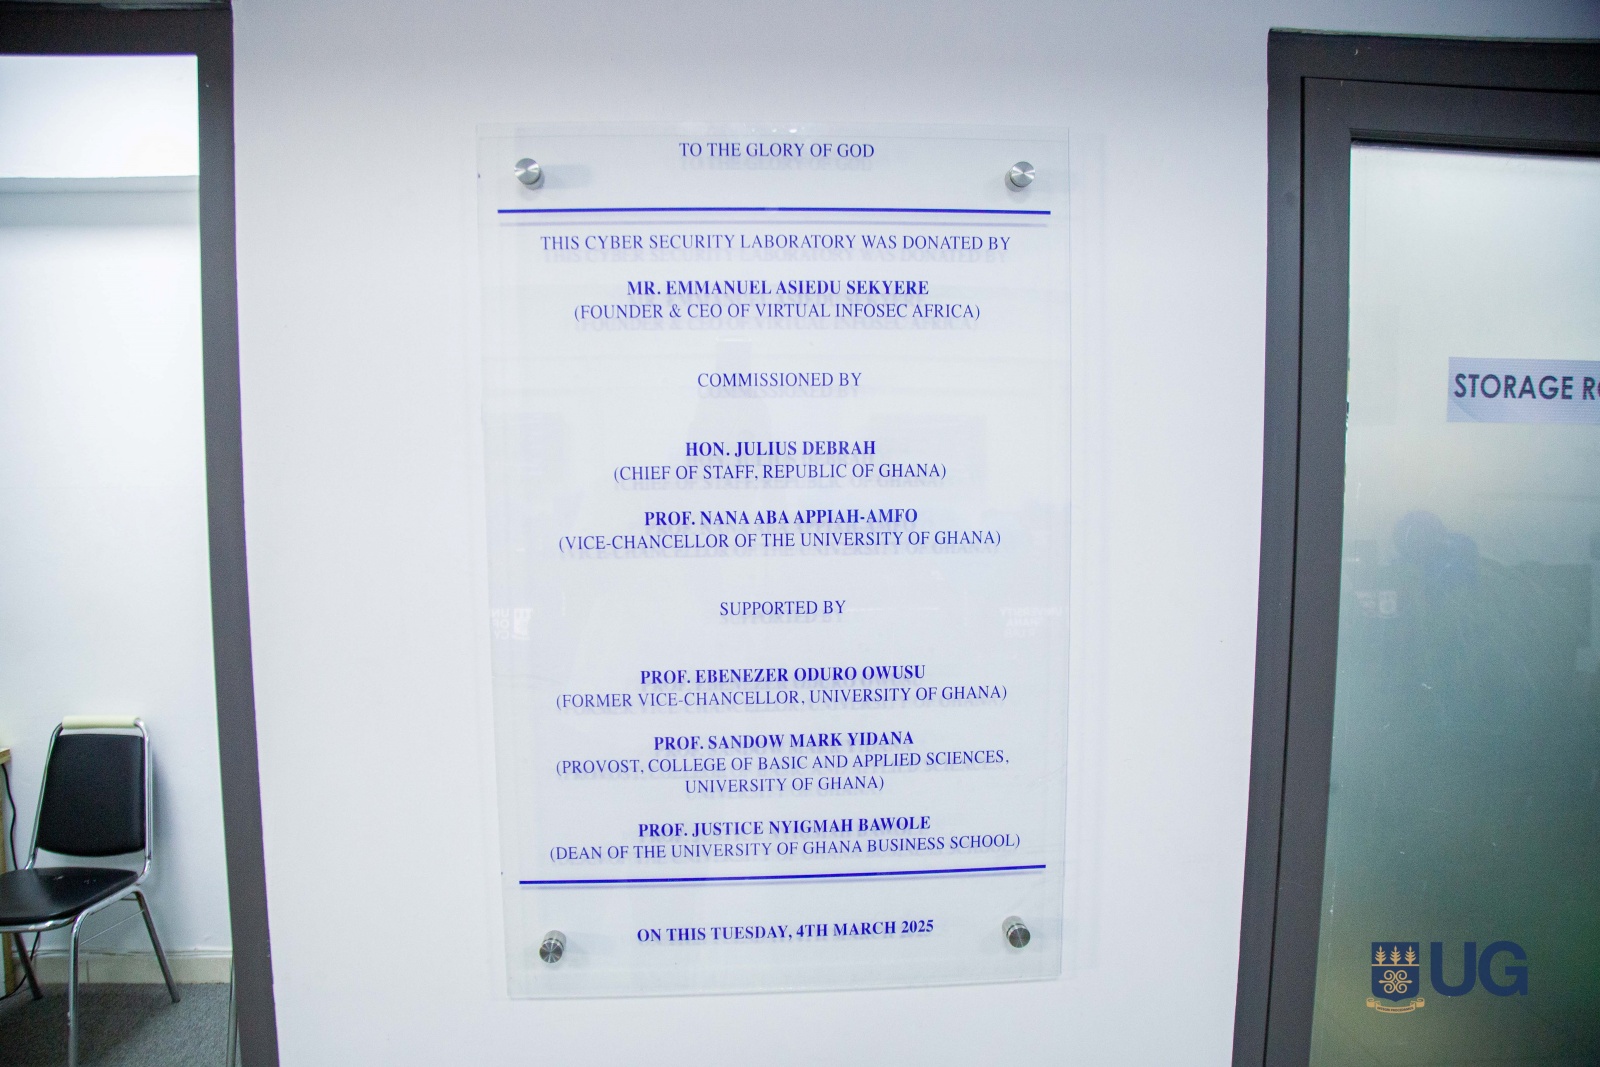 TO THE GLORY OF GOD
THIS CYBER SECURITY LABORATORY WAS DONATED BY
MR. EMMANUEL ASIEDU SEKYERE
(FOUNDER & CEO OF VIRTUAL INFOSEC AFRICA)
COMMISSIONED BY
HON. JULIUS DEBRAH
(CHIEF OF STAFF, REPUBLIC OF GHANA)
PROF. NANA ABA APPIAH-AMFO
(VICE-CHANCELLOR OF THE UNIVERSITY OF GHANA)
SUPPORTED BY
PROF. EBENEZER ODURO OWUSU
(FORMER VICE-CHANCELLOR, UNIVERSITY OF GHANA)
PROF. SANDOW MARK YIDANA
(PROVOST, COLLEGE OF BASIC AND APPLIED SCIENCES,
UNIVERSITY OF GHANA)
PROF. JUSTICE NYIGMAH BAWOLE
(DEAN OF THE UNIVERSITY OF GHANA BUSINESS SCHOOL)
ON THIS TUESDAY, 4TH MARCH 2025
STORAGE
UG